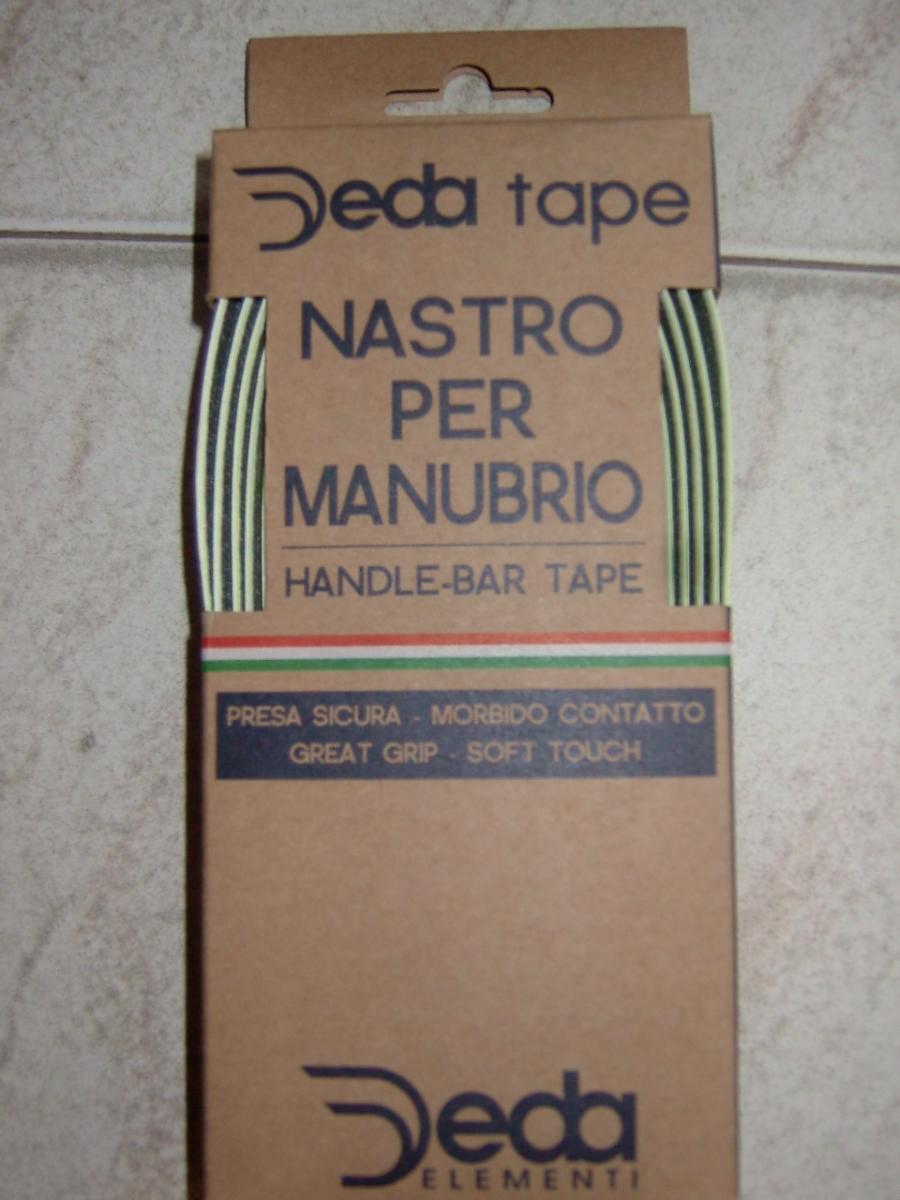 Deda tape
NASTRO
PER
MANUBRIO
HANDLE-BAR TAPE
PRESA SICURA - MORBIDO CONTATTO
GREAT GRIP - SOFT TOUCH
Deda
ELEMENTI